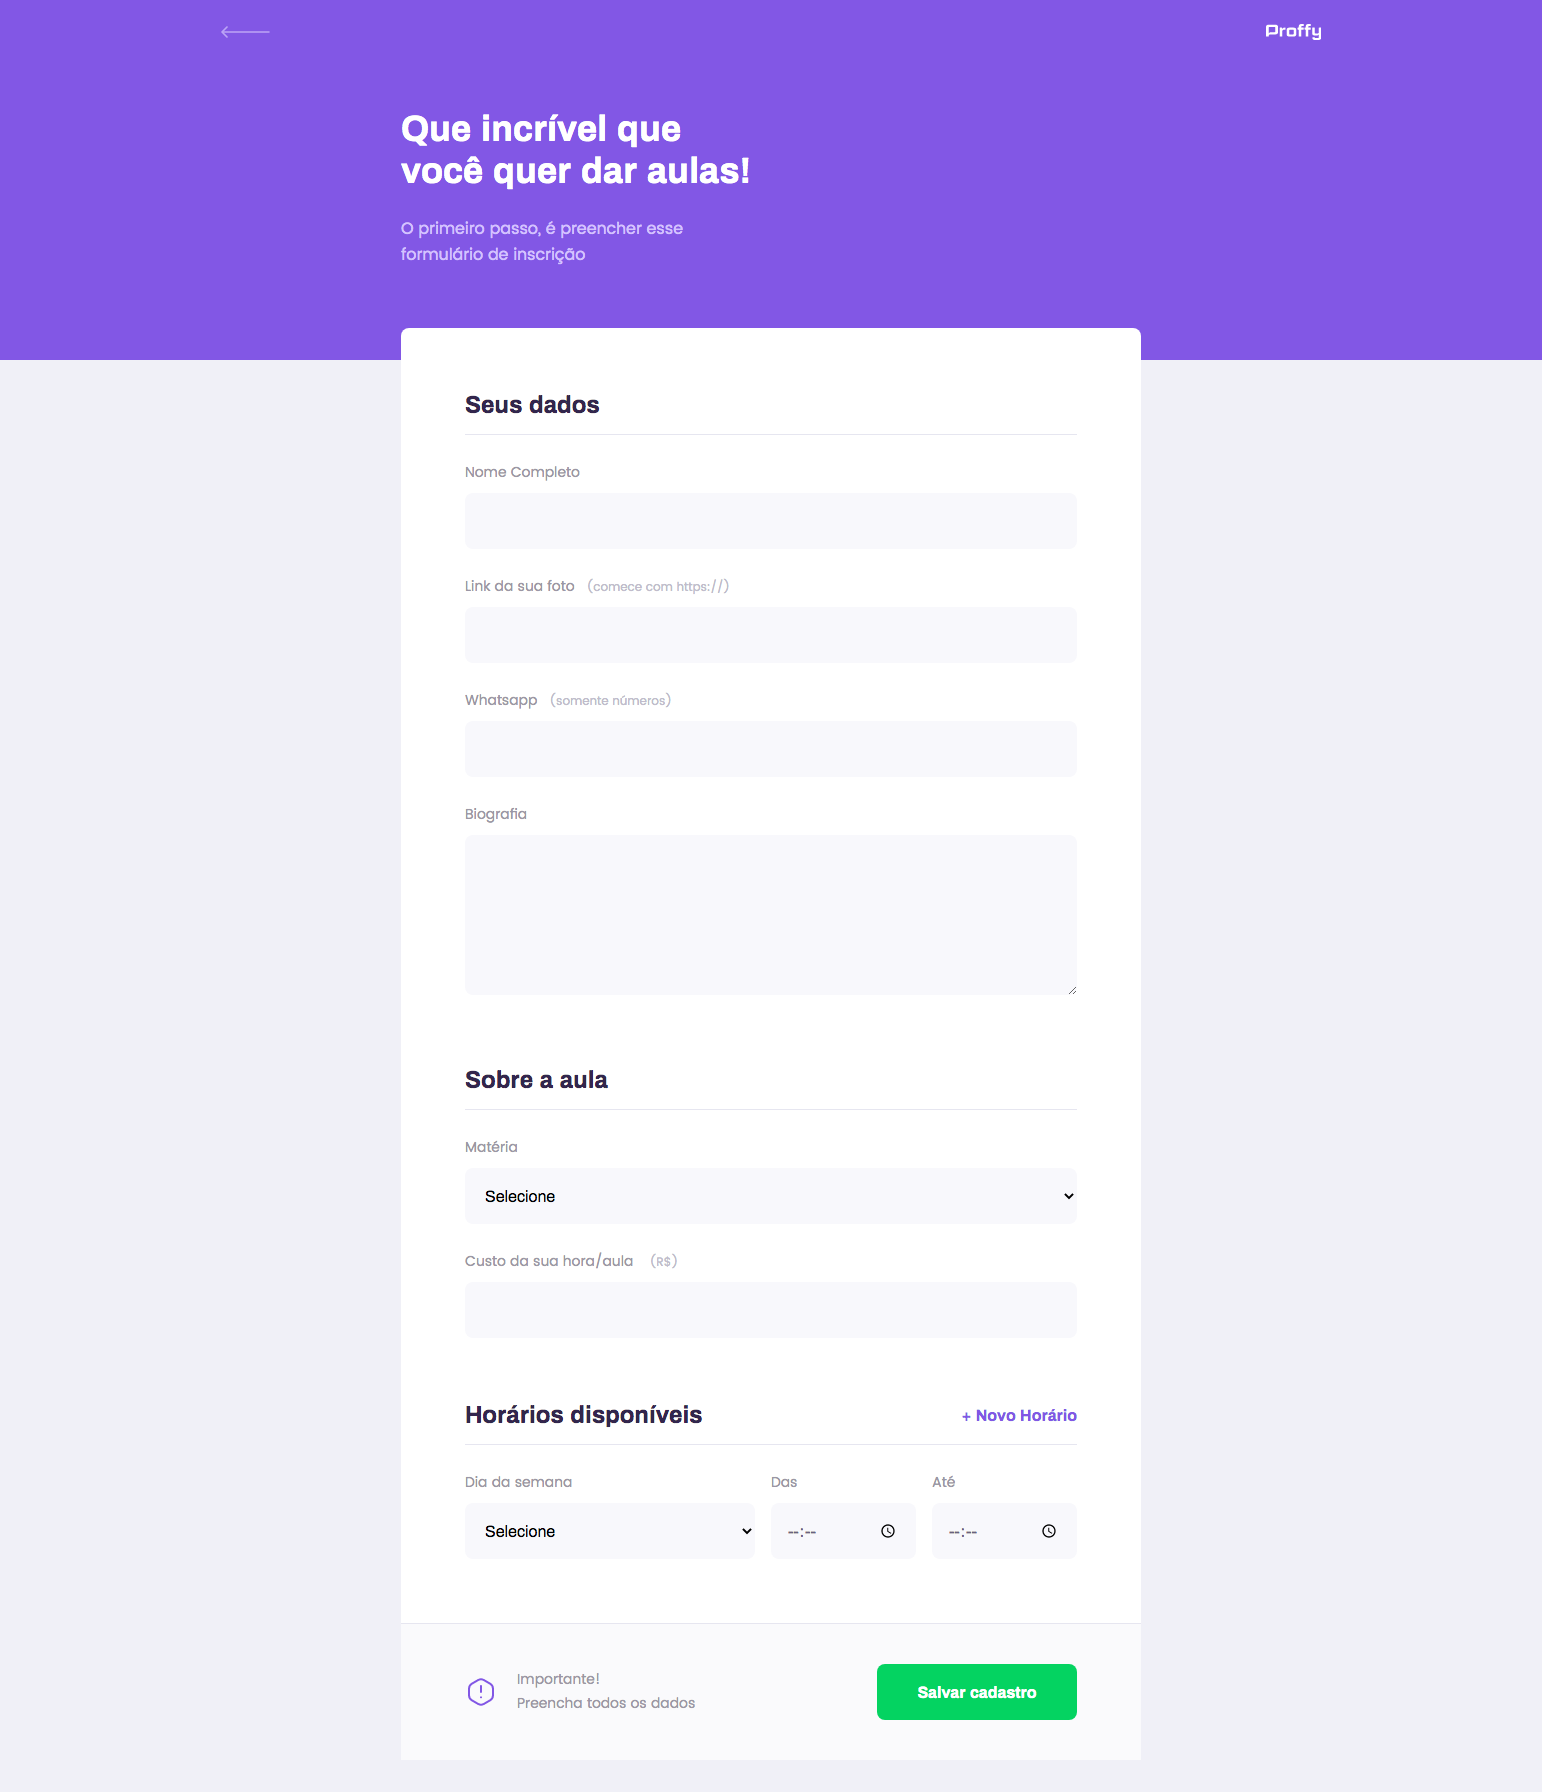 Proffy
Que incrível que
você quer dar aulas!
O primeiro passo, é preencher esse
formulário de inscrição
Seus dados
Nome Completo
Link da sua foto (comece com https://)
Whatsapp (somente números)
Biografia
Sobre a aula
Matéria
Selecione
Custo da sua hora/aula (R$)
Horários disponíveis + Novo Horário
Dia da semana Das Até
Selecione --:-- --:--
Importante!
Preencha todos os dados
Salvar cadastro